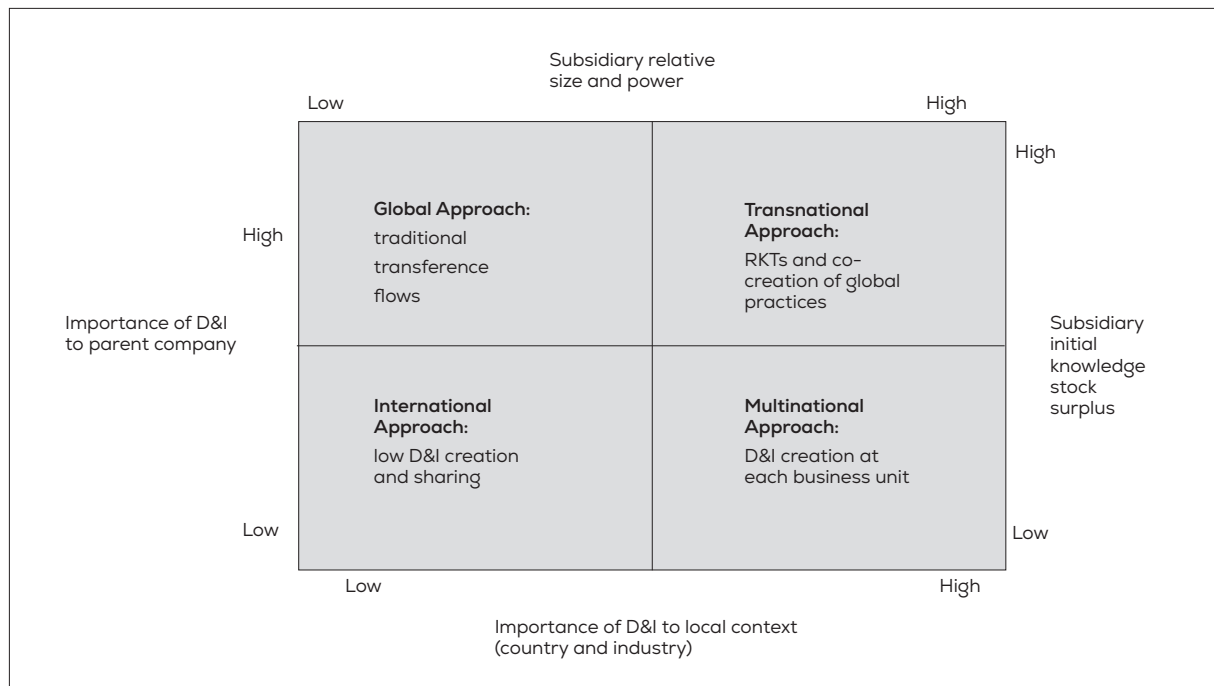 Subsidiary relative
size and power
Low
High
High
Global Approach:
traditional
transference
flows
Transnational
Approach:
RKTs and co-
creation of global
practices
High
Importance of D&I
to parent company
Subsidiary
initial
knowledge
stock
surplus
International
Approach:
low D&I creation
and sharing
Multinational
Approach:
D&I creation at
each business unit
Low
Low
Low
High
Importance of D&I to local context
(country and industry)